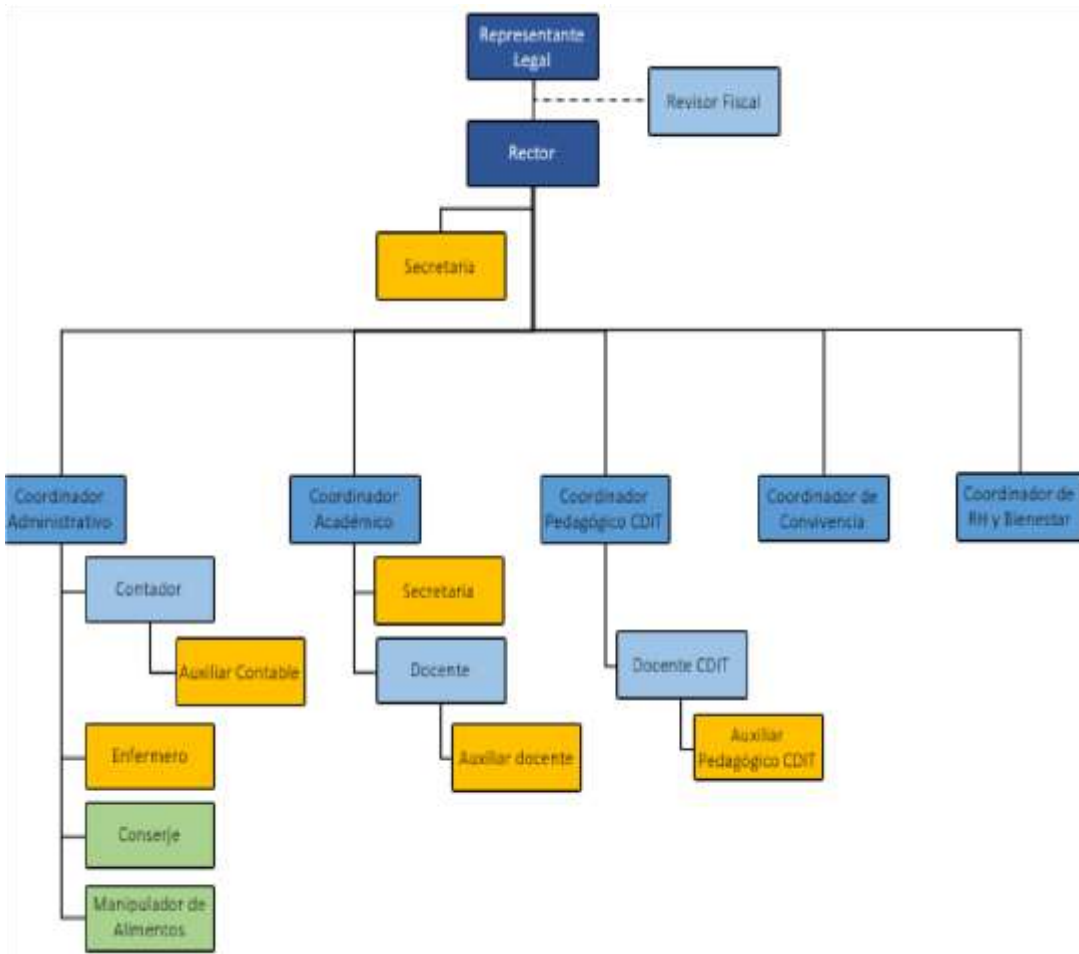 Representante
Legal
Revisor Fiscal
Rector
Secretaria
Coordinador
Administrativo
Coordinador
Académico
Coordinador
Pedagógico CDIT
Coordinador de
Convivencia
Coordinador de
RH y Bienestar
Contador
Secretaria
Auxiliar Contable
Docente
Docente CDIT
Enfermero
Auxiliar docente
Auxiliar
Pedagógico CDIT
Conserje
Manipulador de
Alimentos